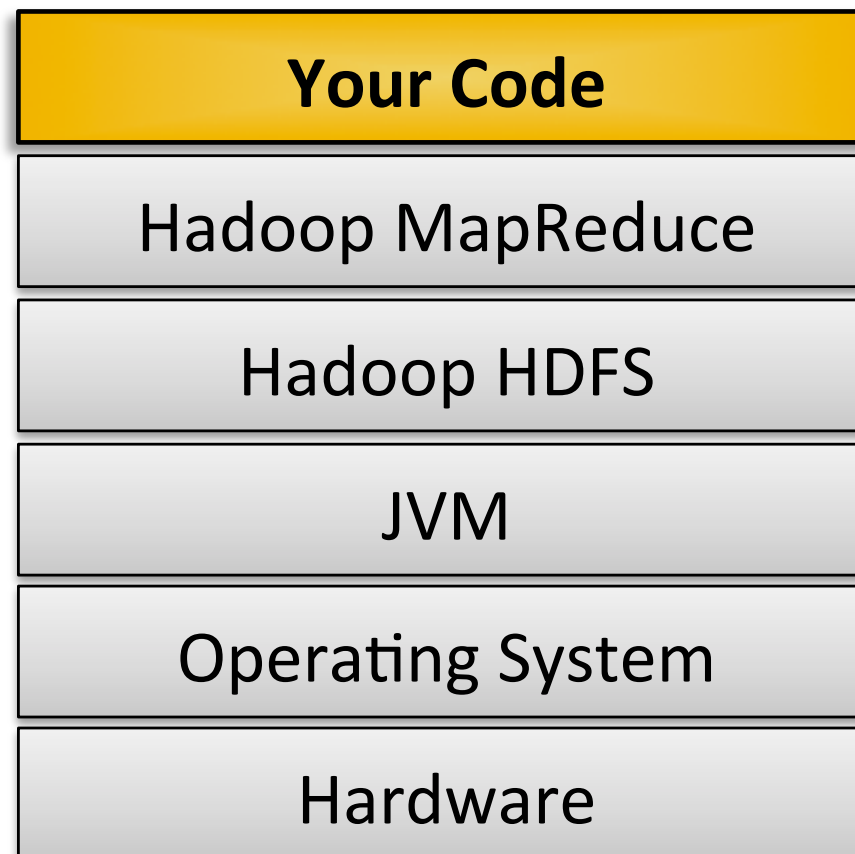 Your Code
Hadoop MapReduce
Hadoop HDFS
JVM
Operating System
Hardware